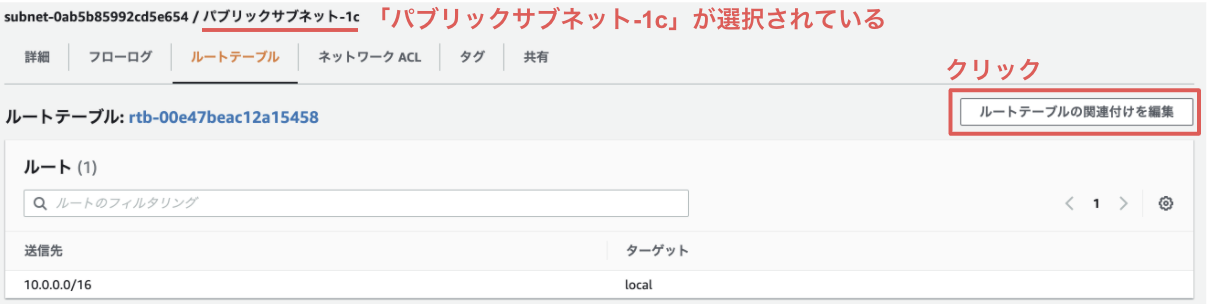 subnet-0ab5b85992cd5e654 / パブリックサブネット-1c 「パブリックサブネット-1c」が選択されている
詳細 フローログ ルートテーブル ネットワーク ACL タグ 共有
クリック
ルートテーブル: rtb-00e47beac12a15458 ルートテーブルの関連付けを編集
ルート (1)
ルートのフィルタリング 1
送信先 ターゲット
10.0.0.0/16 local